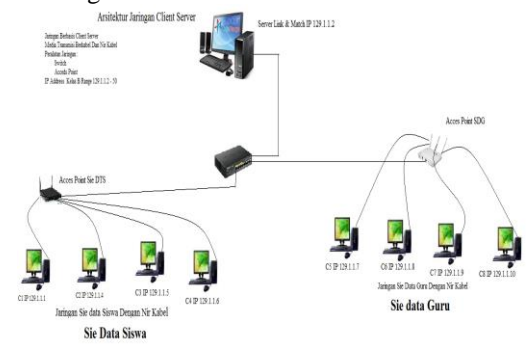 Arsitektur Jaringan Client Server
Server Link & Match IP 129.1.1.2
Jaringan Berbasis Client Server
Media Transmisi Berkabel Dan Nir Kabel
Peralatan Jaringan:
Switch
Acces Point
IP Address Kelas B Range 129.1.1.2 - 50
Acces Point SDG
Acces Point Sie DTS
C1 IP 129.1.1.1
C2 IP 129.1.1.4
C3 IP 129.1.1.5
C4 IP 129.1.1.6
C5 IP 129.1.1.7
C6 IP 129.1.1.8
C7 IP 129.1.1.9
C8 IP 129.1.1.10
Jaringan Sie data Siswa Dengan Nir Kabel
Sie Data Siswa
Jaringan Sie Data Guru Dengan Nir Kabel
Sie data Guru